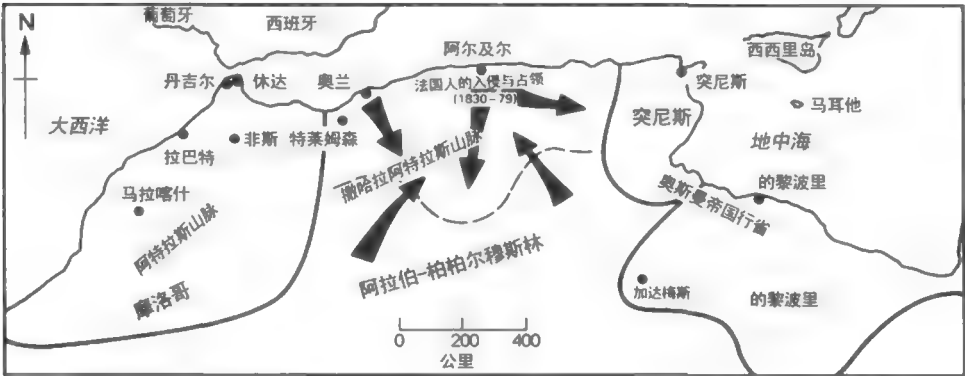 N
葡萄牙
西班牙
阿尔及尔
西西里岛
丹吉尔
休达
奥兰
法国人的入侵与占领
(1830-79)
突尼斯
马耳他
大西洋
突尼斯
地中海
拉巴特
非斯
特莱姆森
撒哈拉阿特拉斯山脉
马拉喀什
的黎波里
奥斯曼帝国行省
阿特拉斯山脉
阿拉伯-柏柏尔穆斯林
加达梅斯
的黎波里
摩洛哥
0 200 400
公里